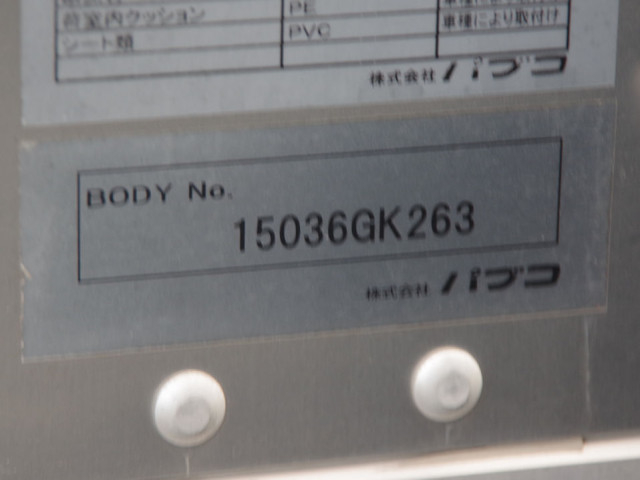 荷室内クッション PE 車種により取付け
シート類 PVC
株式会社 パブコ
BODY No.
15036GK263
株式会社 パブコ